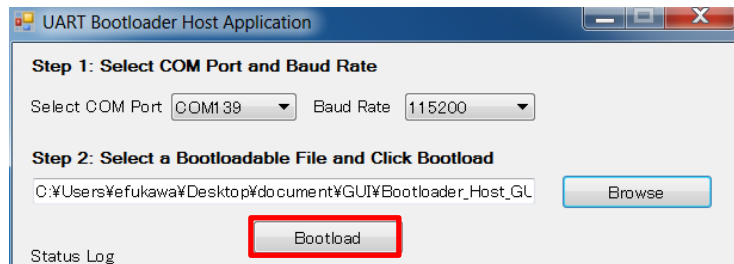 UART Bootloader Host Application
Step 1: Select COM Port and Baud Rate
Select COM Port COM139 Baud Rate 115200
Step 2: Select a Bootloadable File and Click Bootload
C:¥Users¥efukawa¥Desktop¥document¥GUI¥Bootloader_Host_GU Browse
Bootload
Status Log